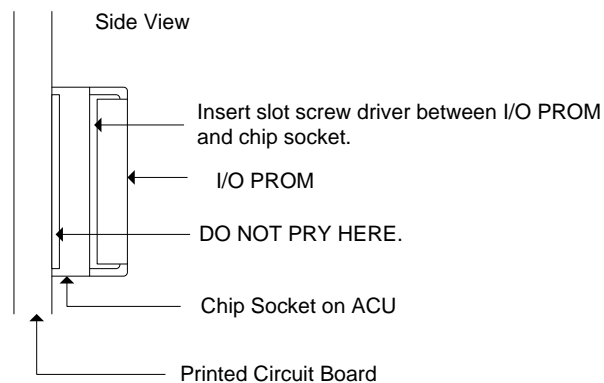 Side View
Insert slot screw driver between I/O PROM
and chip socket.
I/O PROM
DO NOT PRY HERE.
Chip Socket on ACU
Printed Circuit Board